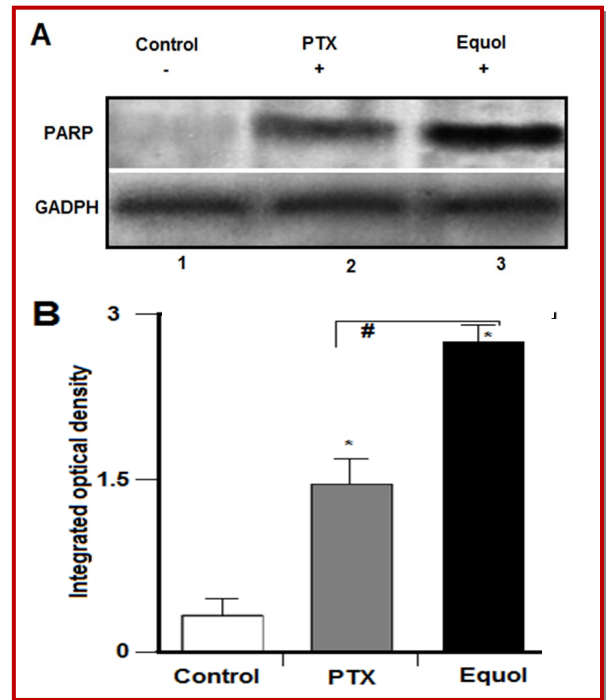 A
Control PTX Equol
- + +
PARP
GADPH
1 2 3
B
3
#
*
Integrated optical density
*
1.5
0
Control PTX Equol